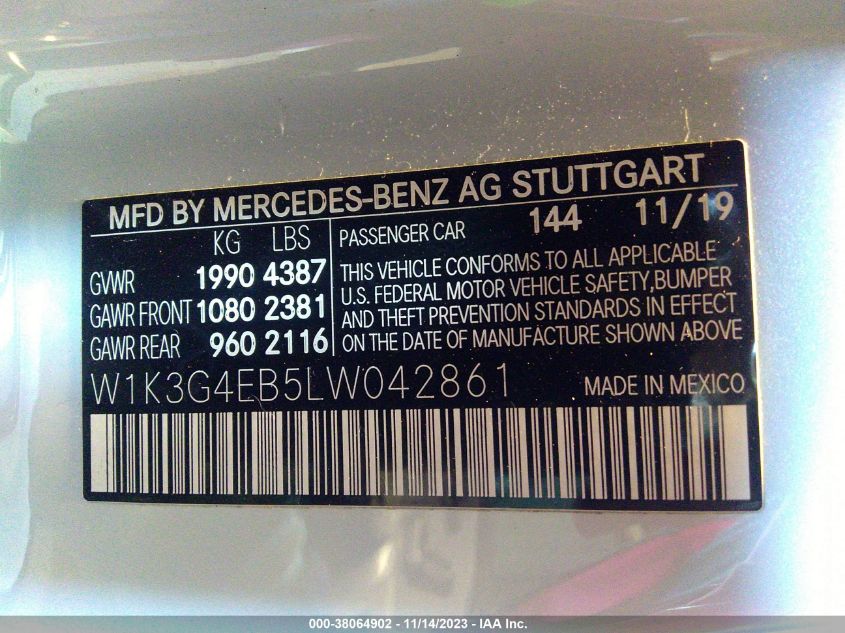 MFD BY MERCEDES-BENZ AG STUTTGART
KG LBS
GVWR 1990 4387
GAWR FRONT 1080 2381
GAWR REAR 960 2116
PASSENGER CAR 144 11/19
THIS VEHICLE CONFORMS TO ALL APPLICABLE
U.S. FEDERAL MOTOR VEHICLE SAFETY,BUMPER
AND THEFT PREVENTION STANDARDS IN EFFECT
ON THE DATE OF MANUFACTURE SHOWN ABOVE
W1K3G4EB5LW042861 MADE IN MEXICO
000-38064902 - 11/14/2023 - IAA Inc.